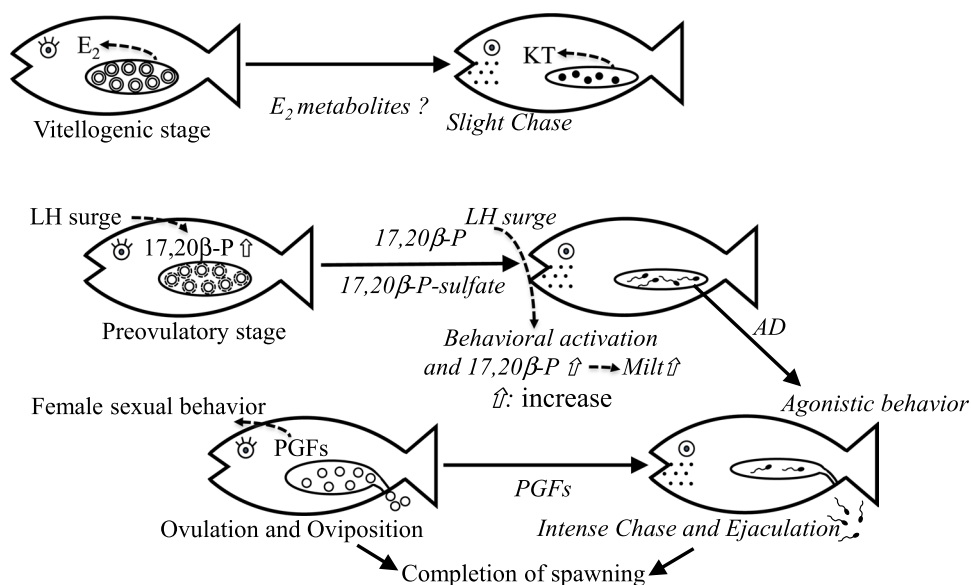 E₂
KT
E₂ metabolites ?
Vitellogenic stage
Slight Chase
LH surge
17,20β-P ⇧
17,20β-P
17,20β-P-sulfate
LH surge
Preovulatory stage
Behavioral activation
and 17,20β-P ⇧ Milt⇧
⇧: increase
AD
Agonistic behavior
Female sexual behavior
PGFs
PGFs
Ovulation and Oviposition
Intense Chase and Ejaculation
Completion of spawning